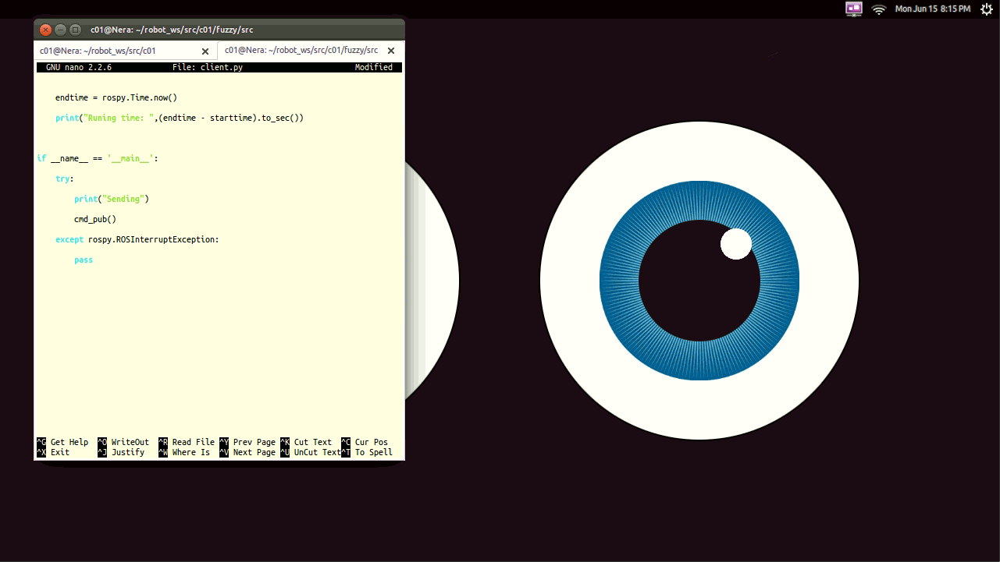 Mon Jun 15 8:15 PM
c01@Nera: ~/robot_ws/src/c01/fuzzy/src
c01@Nera: ~/robot_ws/src/c01
c01@Nera: ~/robot_ws/src/c01/fuzzy/src
GNU nano 2.2.6 File: client.py Modified
endtime = rospy.Time.now()
print("Runing time: ",(endtime - starttime).to_sec())
if __name__ == '__main__':
try:
print("Sending")
cmd_pub()
except rospy.ROSInterruptException:
pass
^G Get Help ^O WriteOut ^R Read File ^Y Prev Page ^K Cut Text ^C Cur Pos
^X Exit ^J Justify ^W Where Is ^V Next Page ^U UnCut Text ^T To Spell